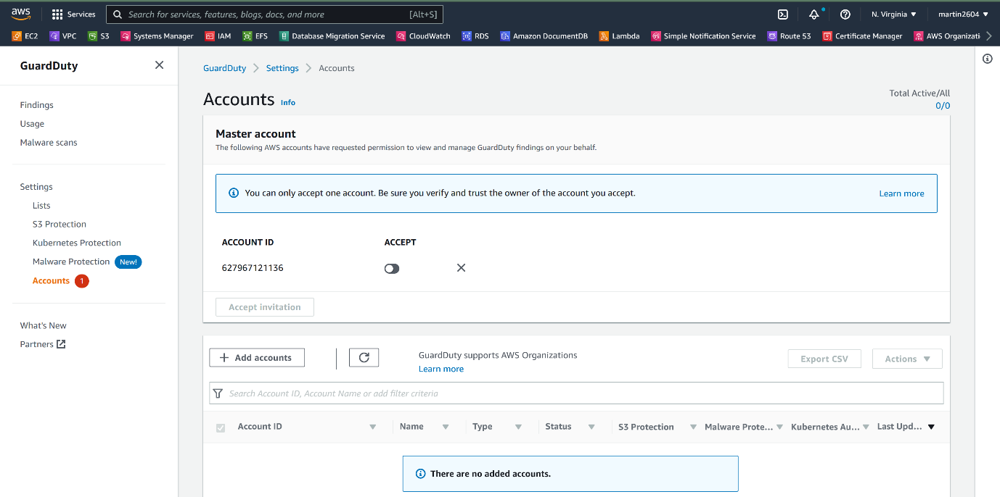 aws Services Search for services, features, blogs, docs, and more [Alt+S] N. Virginia ▼ martin2604 ▼
EC2 VPC S3 Systems Manager IAM EFS Database Migration Service CloudWatch RDS Amazon DocumentDB Lambda Simple Notification Service Route 53 Certificate Manager AWS Organizati
GuardDuty
Findings
Usage
Malware scans
Settings
Lists
S3 Protection
Kubernetes Protection
Malware Protection New!
Accounts 1
What's New
Partners
GuardDuty Settings Accounts
Accounts Info
Total Active/All
0/0
Master account
The following AWS accounts have requested permission to view and manage GuardDuty findings on your behalf.
You can only accept one account. Be sure you verify and trust the owner of the account you accept. Learn more
ACCOUNT ID ACCEPT
627967121136
Accept invitation
Add accounts
GuardDuty supports AWS Organizations
Learn more
Export CSV Actions ▼
Search Account ID, Account Name or add filter criteria
Account ID Name Type Status S3 Protection Malware Prote... Kubernetes Au... Last Upd...
There are no added accounts.